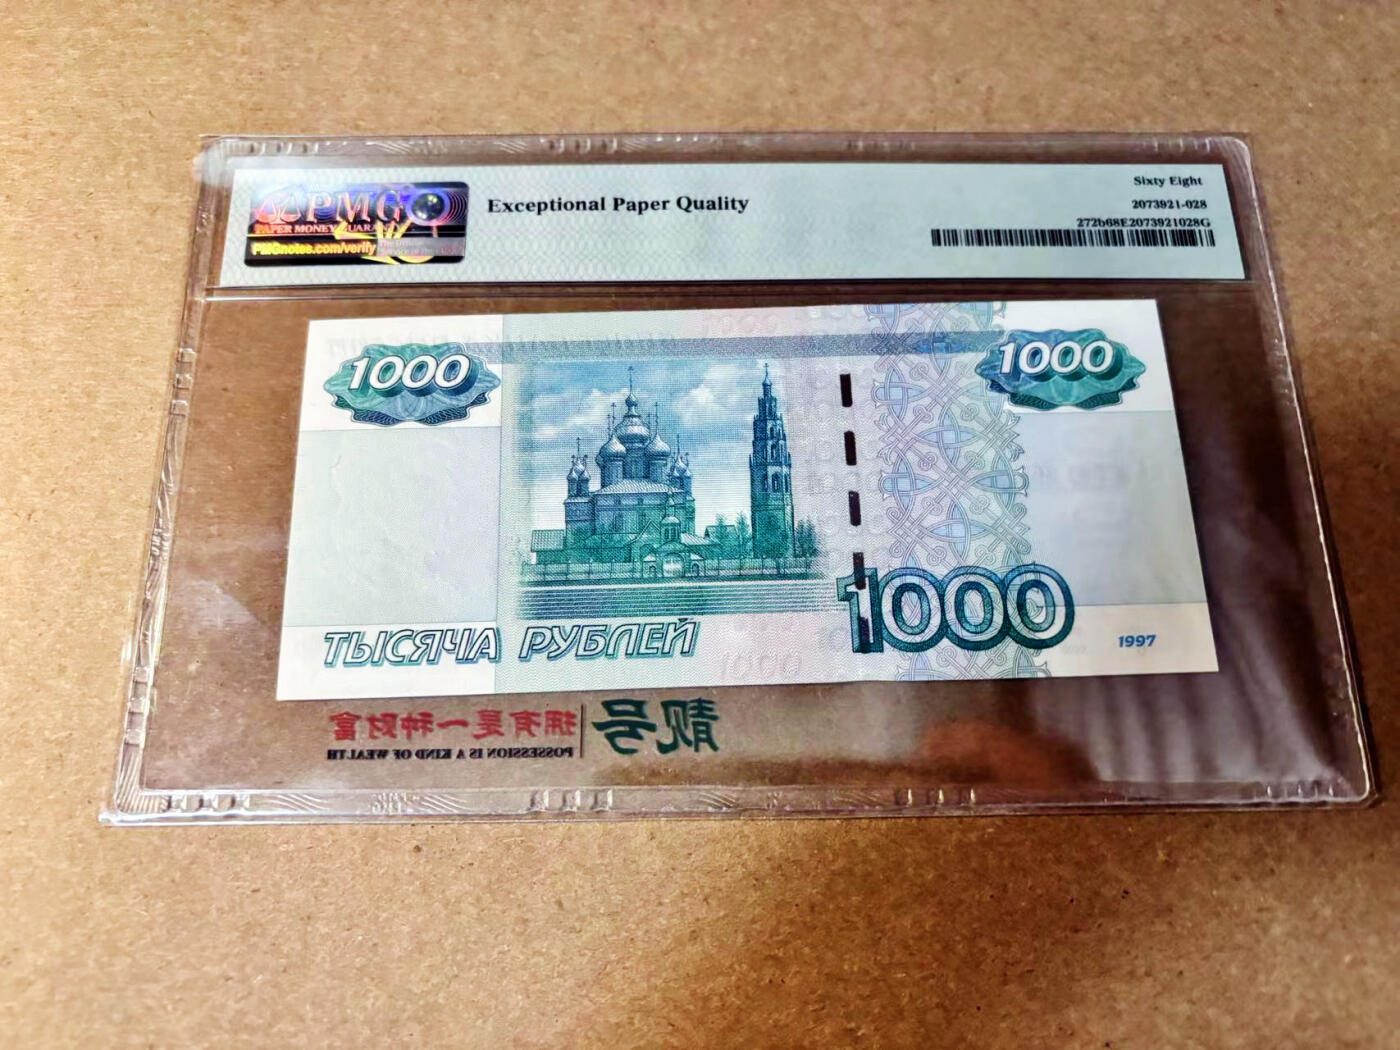 PMG
PAPER MONEY GUARANTY
PMGnotes.com/verify
Exceptional Paper Quality
Sixty Eight
2073921-028
272b68E2073921028G
1000
1000
1000
ТЫСЯЧА РУБЛЕЙ
1997
靓号
拥有是一种财富
POSSESSION IS A KIND OF WEALTH